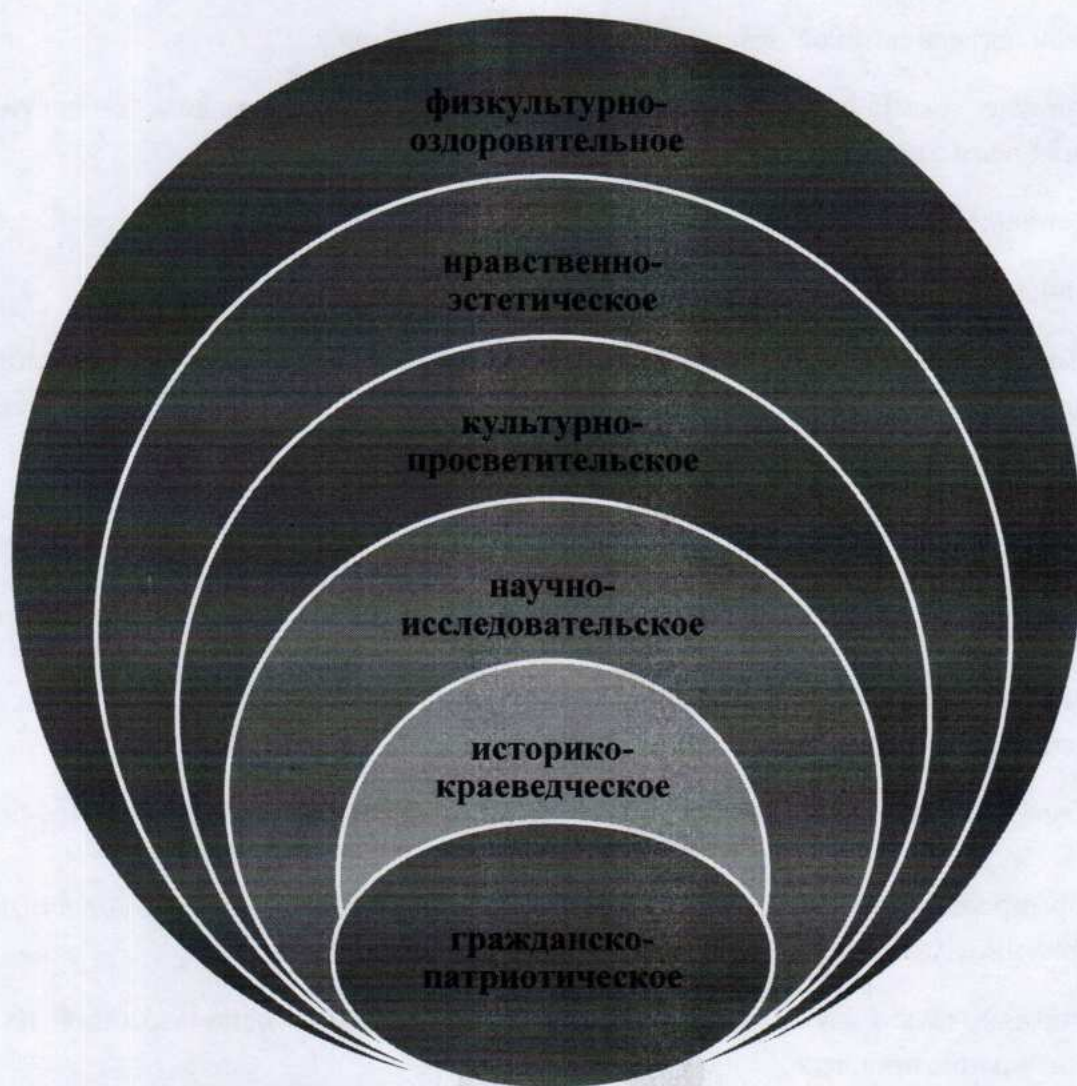 физкультурно-
оздоровительное
нравственно-
эстетическое
культурно-
просветительское
научно-
исследовательское
историко-
краеведческое
гражданско-
патриотическое